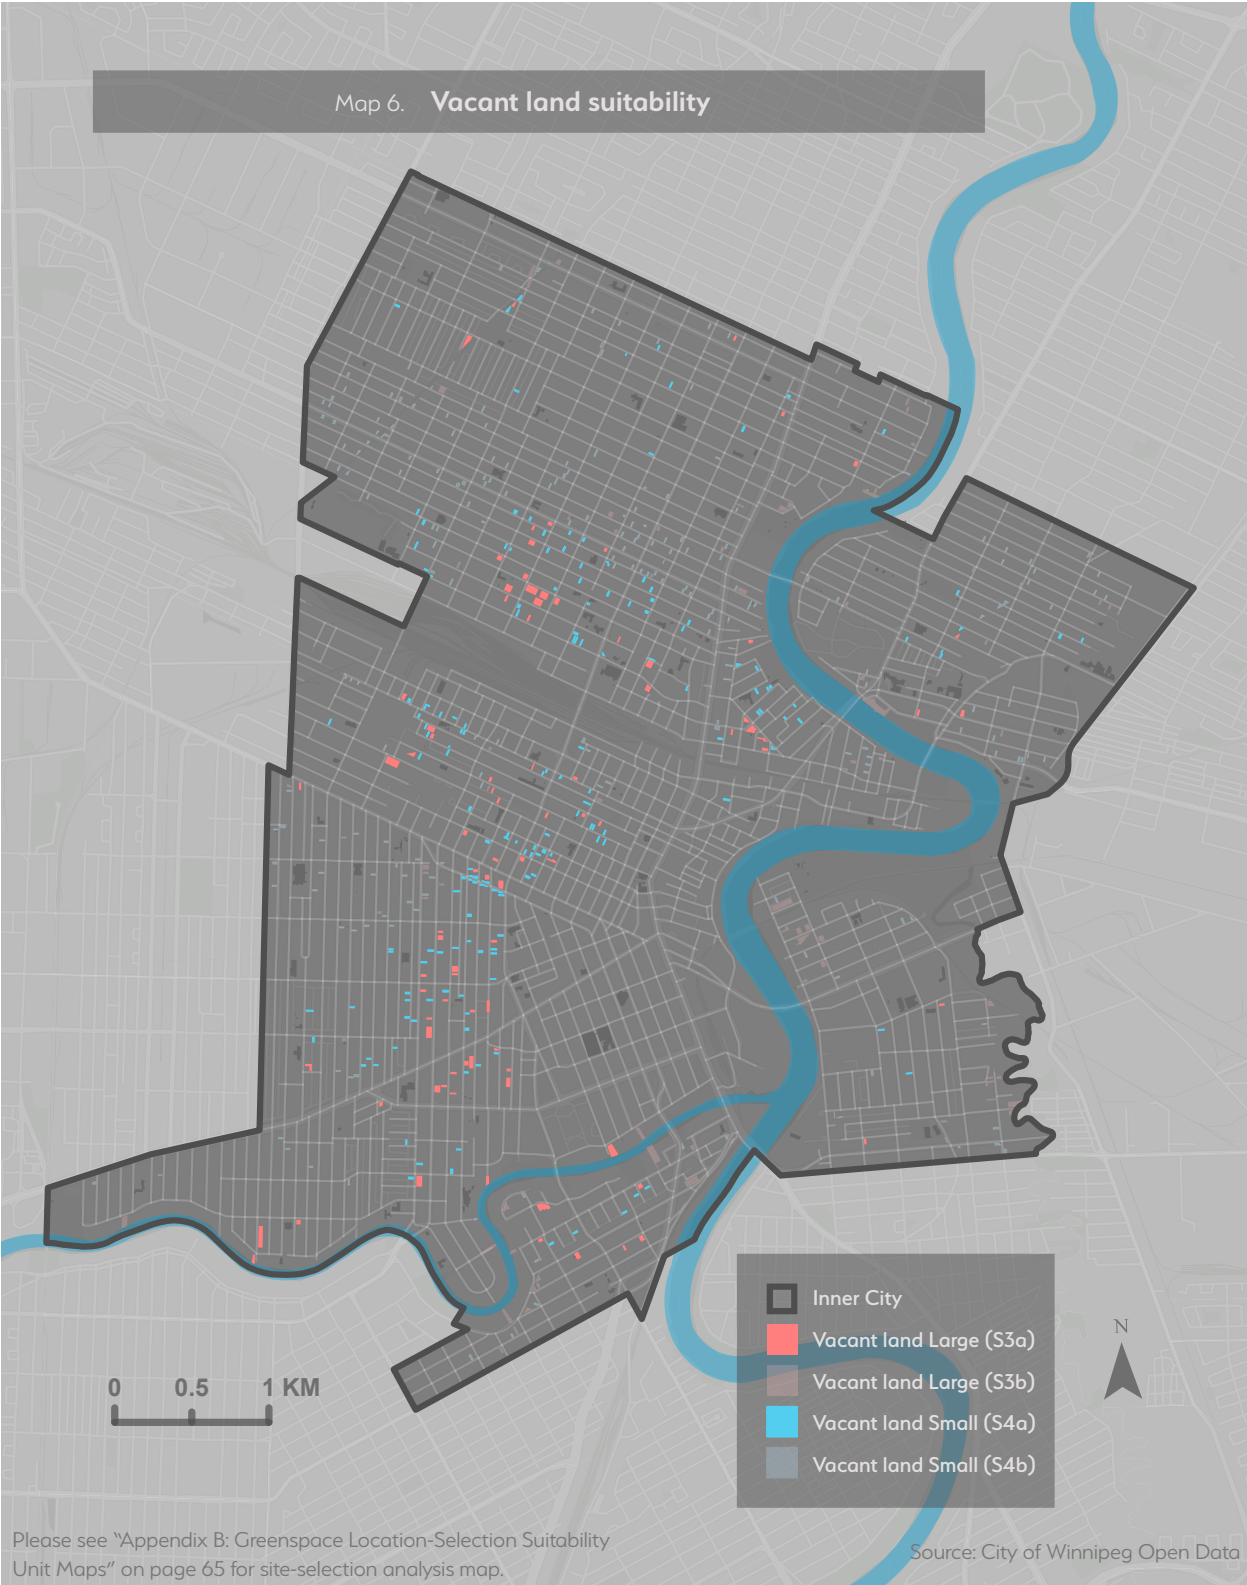 Map 6. Vacant land suitability
Inner City
Vacant land Large (S3a)
Vacant land Large (S3b)
Vacant land Small (S4a)
Vacant land Small (S4b)
N
0 0.5 1 KM
Please see “Appendix B: Greenspace Location-Selection Suitability
Unit Maps” on page 65 for site-selection analysis map.
Source: City of Winnipeg Open Data